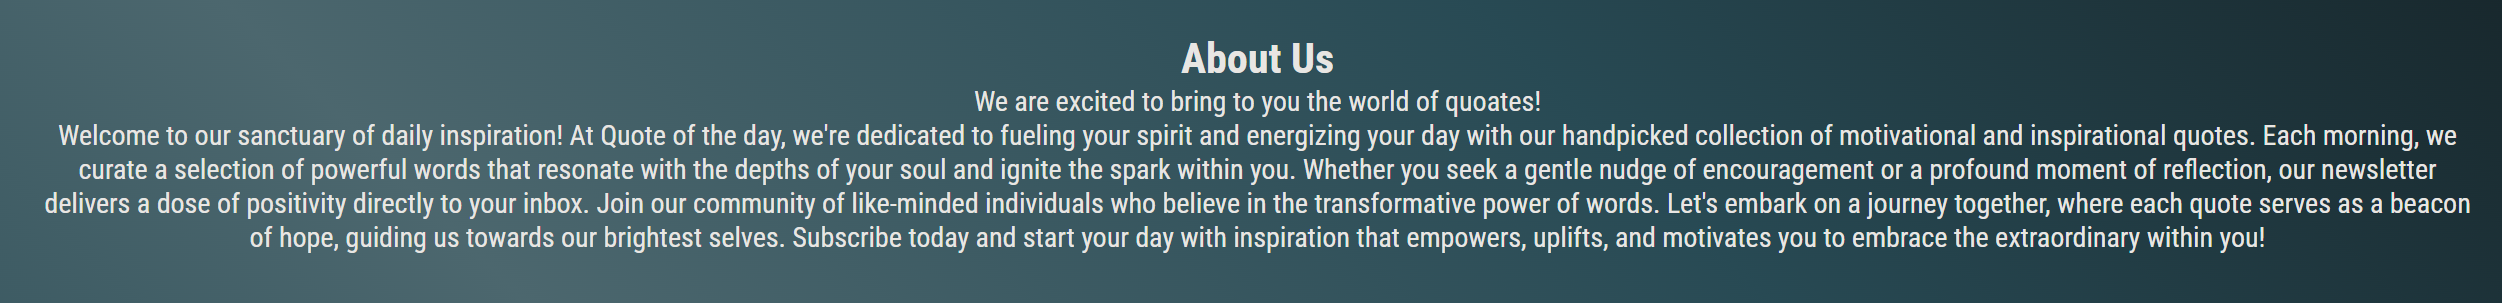 About Us
We are excited to bring to you the world of quoates!
Welcome to our sanctuary of daily inspiration! At Quote of the day, we're dedicated to fueling your spirit and energizing your day with our handpicked collection of motivational and inspirational quotes. Each morning, we
curate a selection of powerful words that resonate with the depths of your soul and ignite the spark within you. Whether you seek a gentle nudge of encouragement or a profound moment of reflection, our newsletter
delivers a dose of positivity directly to your inbox. Join our community of like-minded individuals who believe in the transformative power of words. Let's embark on a journey together, where each quote serves as a beacon
of hope, guiding us towards our brightest selves. Subscribe today and start your day with inspiration that empowers, uplifts, and motivates you to embrace the extraordinary within you!